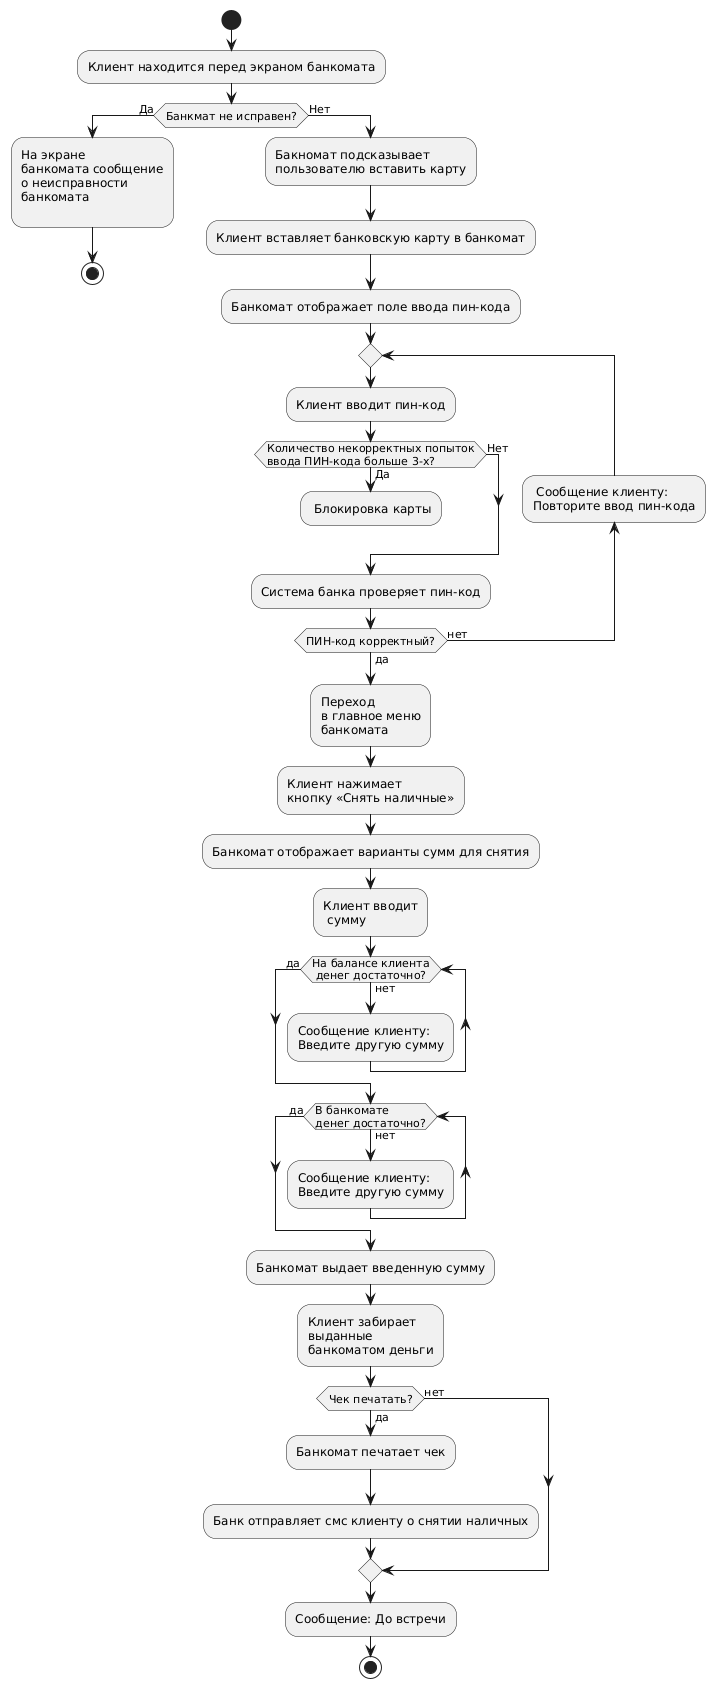 Клиент находится перед экраном банкомата
Да
Банкмат не исправен?
Нет
На экране
банкомата сообщение
о неисправности
банкомата
Бакномат подсказывает
пользователю вставить карту
Клиент вставляет банковскую карту в банкомат
Банкомат отображает поле ввода пин-кода
Клиент вводит пин-код
Количество некорректных попыток
ввода ПИН-кода больше 3-х?
Нет
Да
Блокировка карты
Сообщение клиенту:
Повторите ввод пин-кода
Система банка проверяет пин-код
ПИН-код корректный?
нет
да
Переход
в главное меню
банкомата
Клиент нажимает
кнопку «Снять наличные»
Банкомат отображает варианты сумм для снятия
Клиент вводит
сумму
да
На балансе клиента
денег достаточно?
нет
Сообщение клиенту:
Введите другую сумму
да
В банкомате
денег достаточно?
нет
Сообщение клиенту:
Введите другую сумму
Банкомат выдает введенную сумму
Клиент забирает
выданные
банкоматом деньги
Чек печатать?
нет
да
Банкомат печатает чек
Банк отправляет смс клиенту о снятии наличных
Сообщение: До встречи